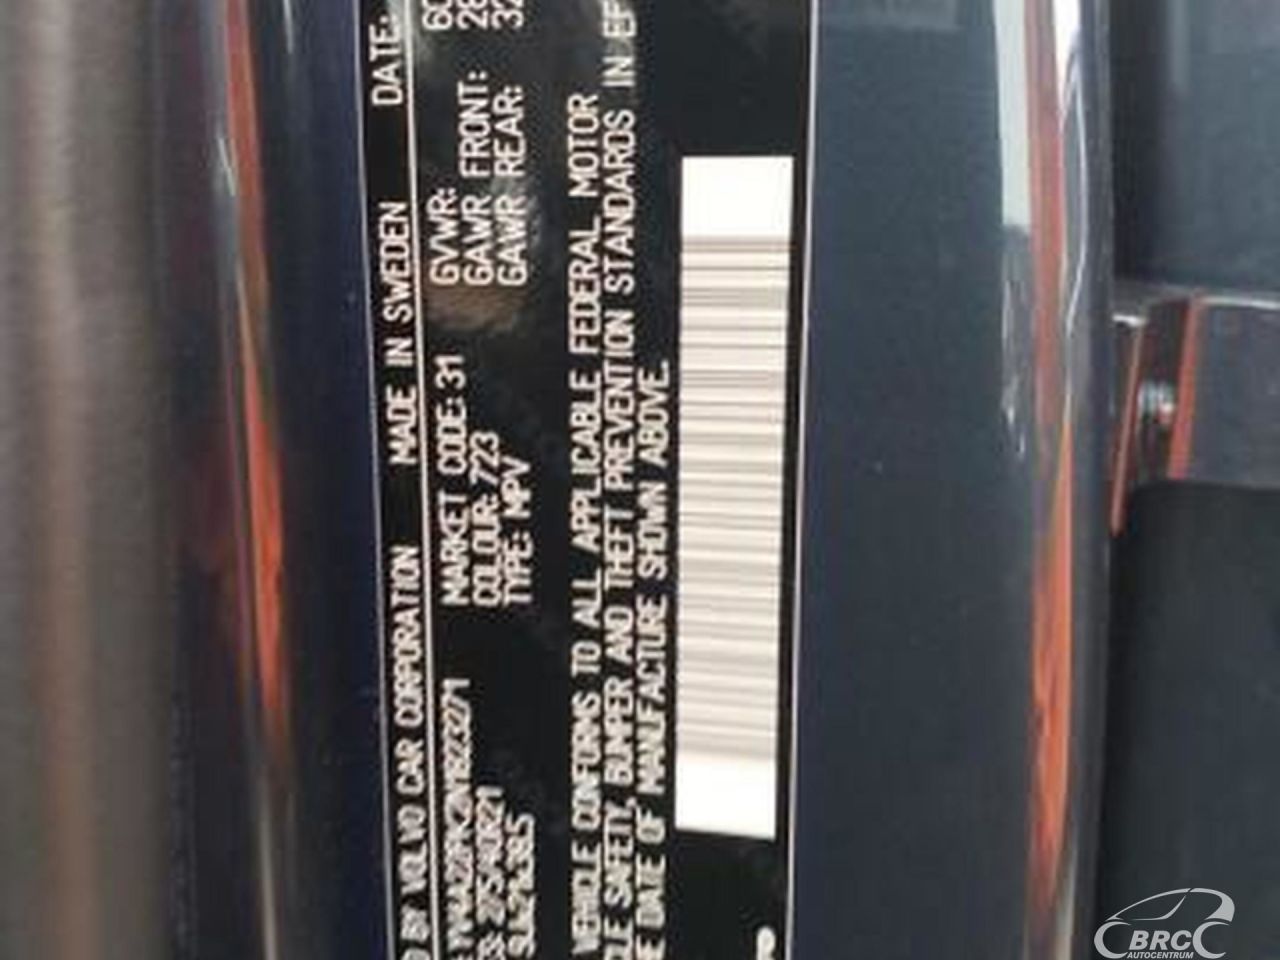 D BY VOLVO CAR CORPORATION MADE IN SWEDEN DATE:
MARKET CODE: 31 GVWR:
COLOUR: 723 GAWR FRONT:
TYPE: MPV GAWR REAR:
VEHICLE CONFORMS TO ALL APPLICABLE FEDERAL MOTOR
CLE SAFETY, BUMPER AND THEFT PREVENTION STANDARDS IN EF
E DATE OF MANUFACTURE SHOWN ABOVE.
BRC
AUTOCENTRUM